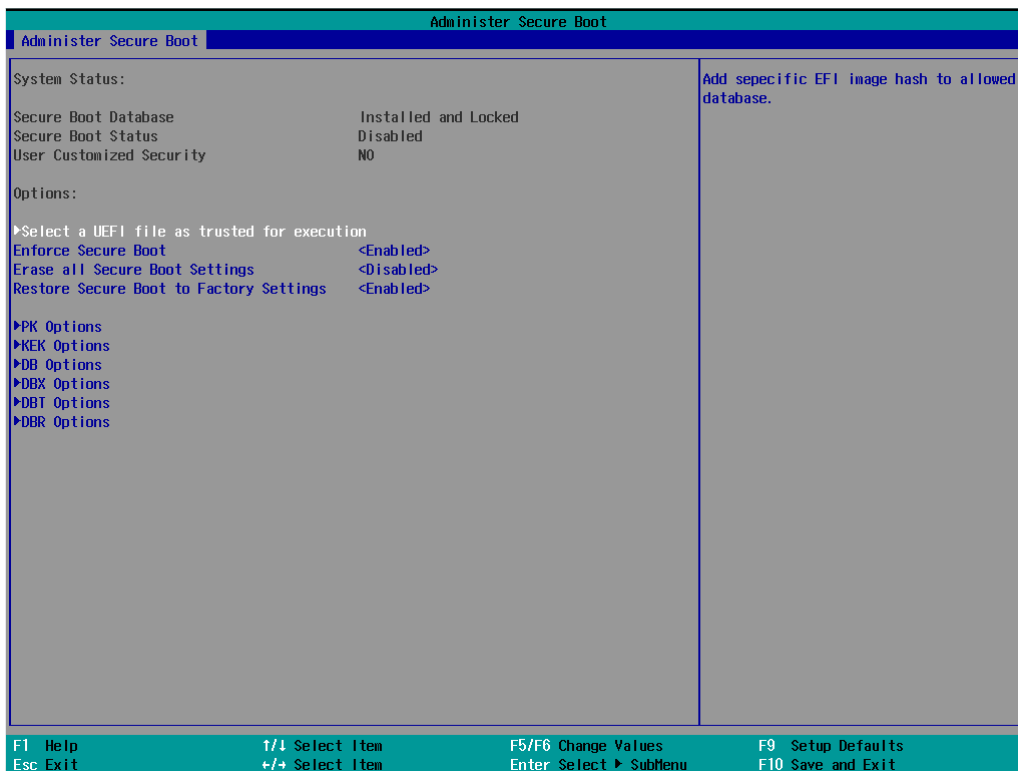 Administer Secure Boot
Administer Secure Boot
System Status:
Secure Boot Database Installed and Locked
Secure Boot Status Disabled
User Customized Security NO
Options:
▶Select a UEFI file as trusted for execution
Enforce Secure Boot <Enabled>
Erase all Secure Boot Settings <Disabled>
Restore Secure Boot to Factory Settings <Enabled>
▶PK Options
▶KEK Options
▶DB Options
▶DBX Options
▶DBT Options
▶DBR Options
Add sepecific EFI image hash to allowed
database.
F1 Help ↑/↓ Select Item F5/F6 Change Values F9 Setup Defaults
Esc Exit ←/→ Select Item Enter Select ▶ SubMenu F10 Save and Exit